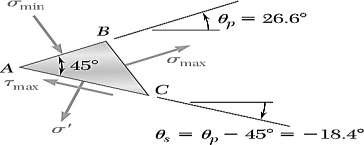 σmin
B
θp = 26.6°
A
45°
σmax
τmax
C
σ′
θs = θp − 45° = −18.4°